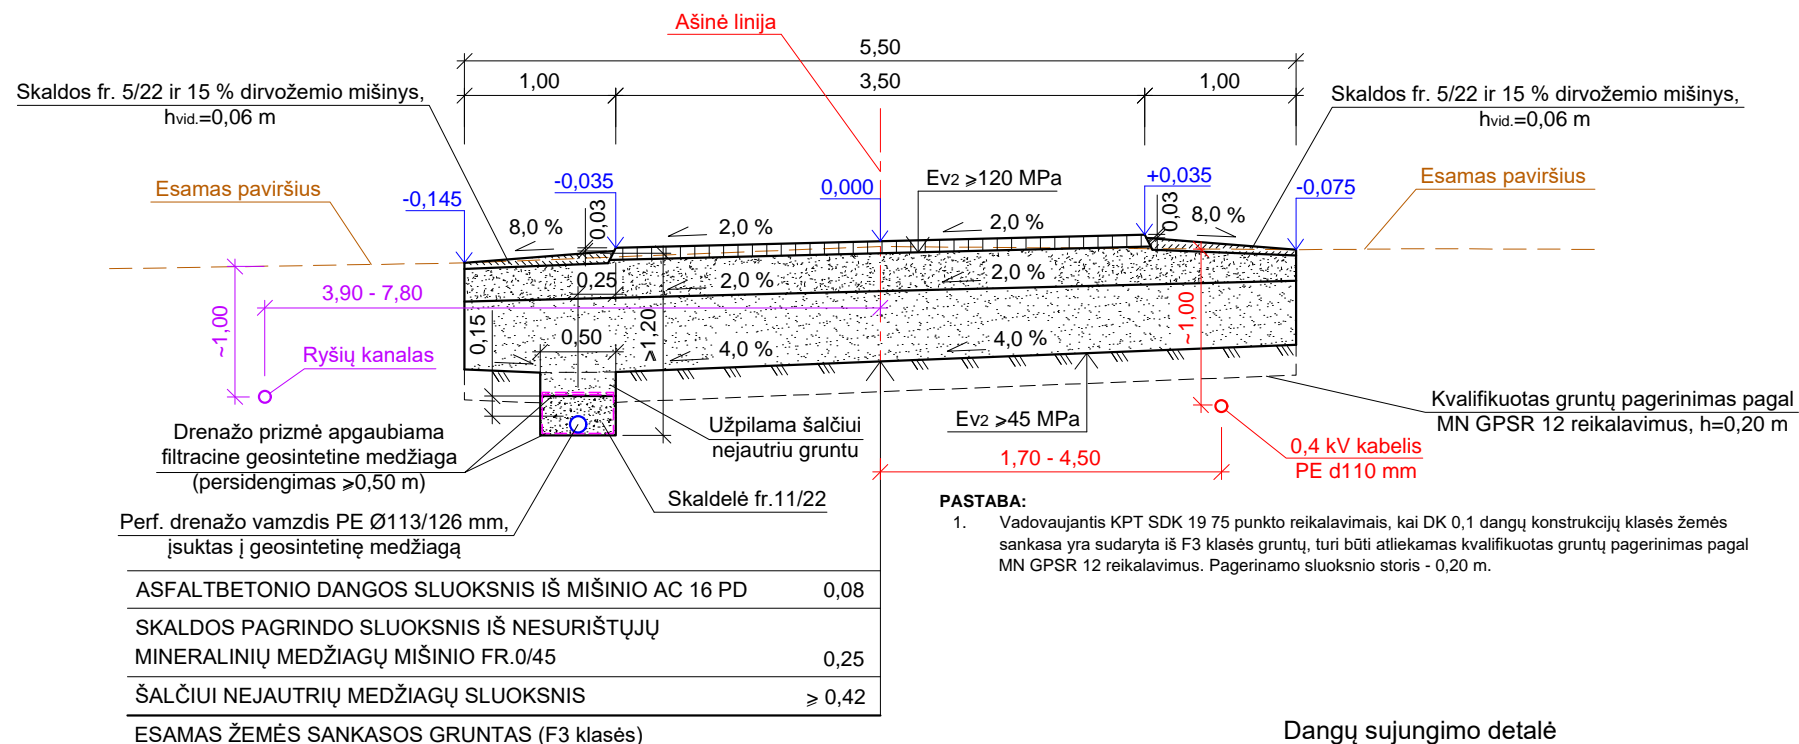 Ašinė linija
5,50
1,00
3,50
1,00
Skaldos fr. 5/22 ir 15 % dirvožemio mišinys,
hvid.=0,06 m
Skaldos fr. 5/22 ir 15 % dirvožemio mišinys,
hvid.=0,06 m
Esamas paviršius
-0,145
-0,035
0,000
Ev2 ⩾120 MPa
+0,035
-0,075
Esamas paviršius
8,0 %
0,03
2,0 %
2,0 %
0,03
8,0 %
3,90 - 7,80
0,25
2,0 %
2,0 %
~1,00
0,15
0,50
⩾1,20
4,0 %
4,0 %
~1,00
Ryšių kanalas
Drenažo prizmė apgaubiama
filtracine geosintetine medžiaga
(persidengimas ⩾0,50 m)
Užpilama šalčiui
nejautriu gruntu
Ev2 ⩾45 MPa
Kvalifikuotas gruntų pagerinimas pagal
MN GPSR 12 reikalavimus, h=0,20 m
1,70 - 4,50
0,4 kV kabelis
PE d110 mm
Skaldelė fr.11/22
Perf. drenažo vamzdis PE Ø113/126 mm,
įsuktas į geosintetinę medžiagą
PASTABA:
1. Vadovaujantis KPT SDK 19 75 punkto reikalavimais, kai DK 0,1 dangų konstrukcijų klasės žemės
sankasa yra sudaryta iš F3 klasės gruntų, turi būti atliekamas kvalifikuotas gruntų pagerinimas pagal
MN GPSR 12 reikalavimus. Pagerinamo sluoksnio storis - 0,20 m.
ASFALTBETONIO DANGOS SLUOKSNIS IŠ MIŠINIO AC 16 PD 0,08
SKALDOS PAGRINDO SLUOKSNIS IŠ NESURIŠTŲJŲ
MINERALINIŲ MEDŽIAGŲ MIŠINIO FR.0/45 0,25
ŠALČIUI NEJAUTRIŲ MEDŽIAGŲ SLUOKSNIS ⩾ 0,42
ESAMAS ŽEMĖS SANKASOS GRUNTAS (F3 klasės)
Dangų sujungimo detalė